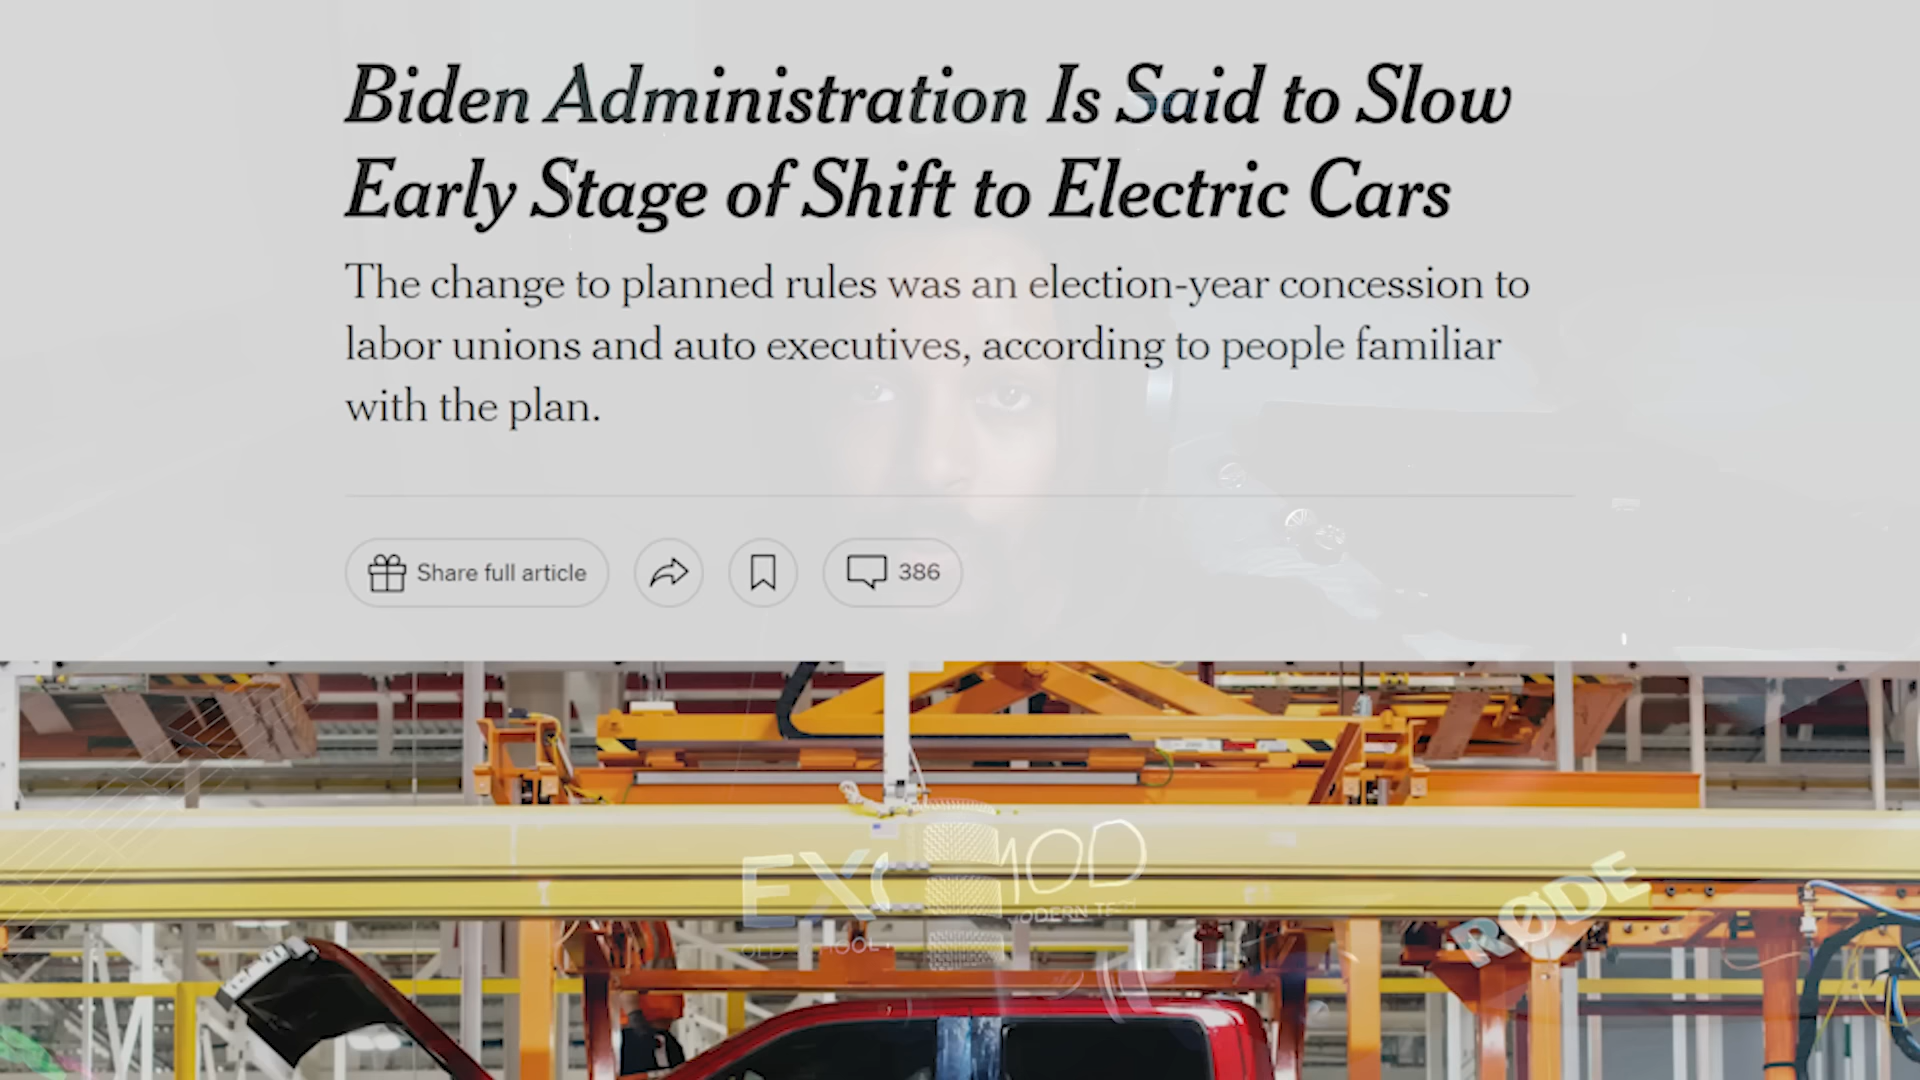 Biden Administration Is Said to Slow
Early Stage of Shift to Electric Cars
The change to planned rules was an election-year concession to
labor unions and auto executives, according to people familiar
with the plan.
Share full article
386
RØDE